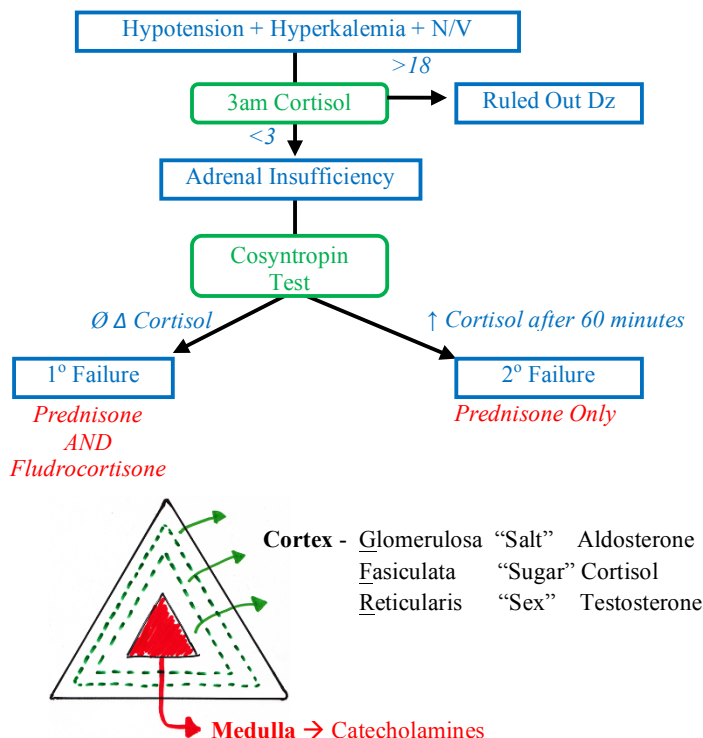 Hypotension + Hyperkalemia + N/V
>18
3am Cortisol
Ruled Out Dz
<3
Adrenal Insufficiency
Cosyntropin
Test
Ø Δ Cortisol
↑ Cortisol after 60 minutes
1º Failure
2º Failure
Prednisone
AND
Fludrocortisone
Prednisone Only
Cortex - Glomerulosa “Salt” Aldosterone
Fasiculata “Sugar” Cortisol
Reticularis “Sex” Testosterone
Medulla → Catecholamines